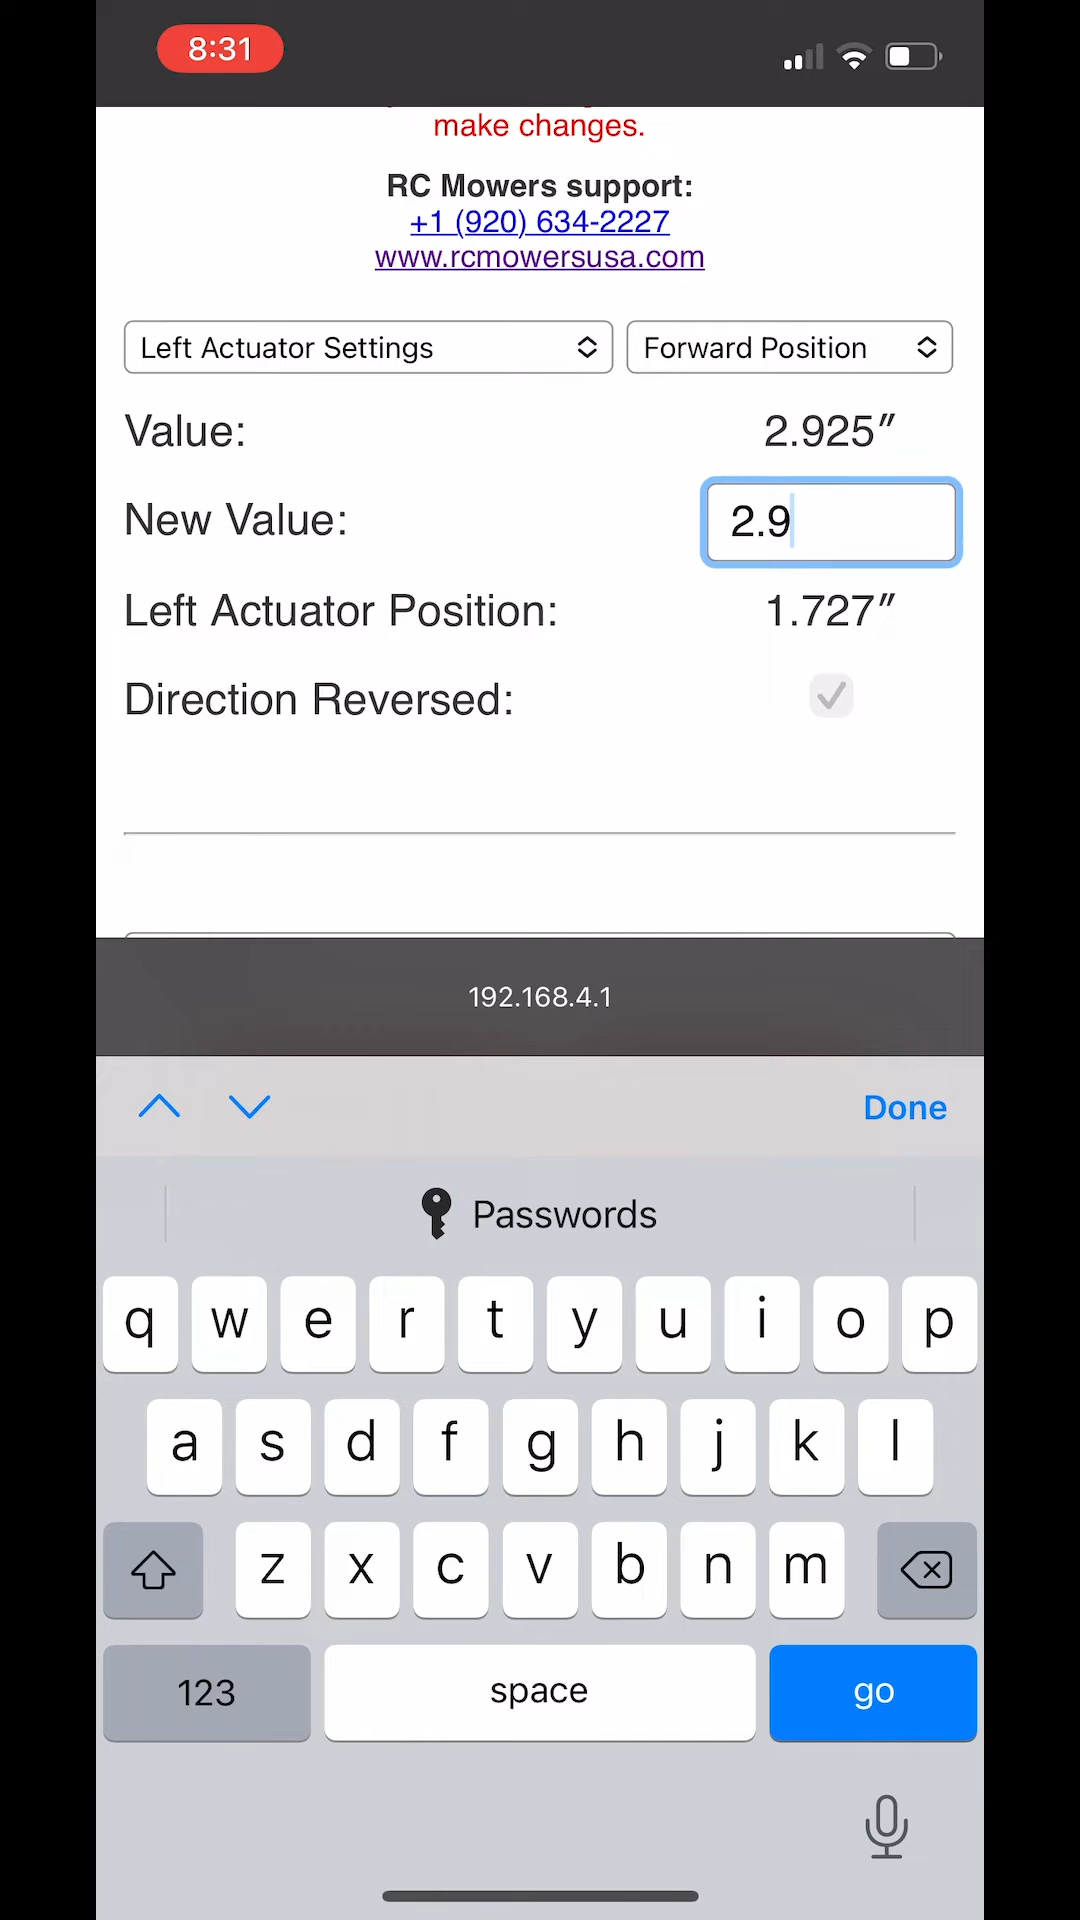 8:31
make changes.
RC Mowers support:
+1 (920) 634-2227
www.rcmowersusa.com
Left Actuator Settings
Forward Position
Value: 2.925″
New Value: 2.9
Left Actuator Position: 1.727″
Direction Reversed:
192.168.4.1
Done
Passwords
q w e r t y u i o p
a s d f g h j k l
z x c v b n m
123 space go